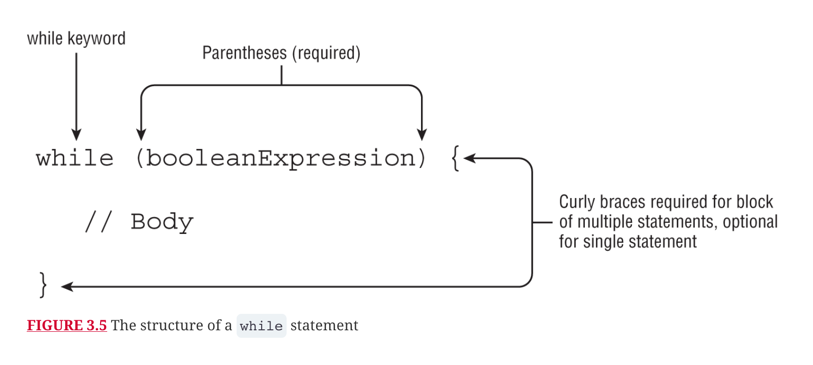 while keyword
Parentheses (required)
while (booleanExpression) {
// Body
}
Curly braces required for block
of multiple statements, optional
for single statement
FIGURE 3.5 The structure of a while statement